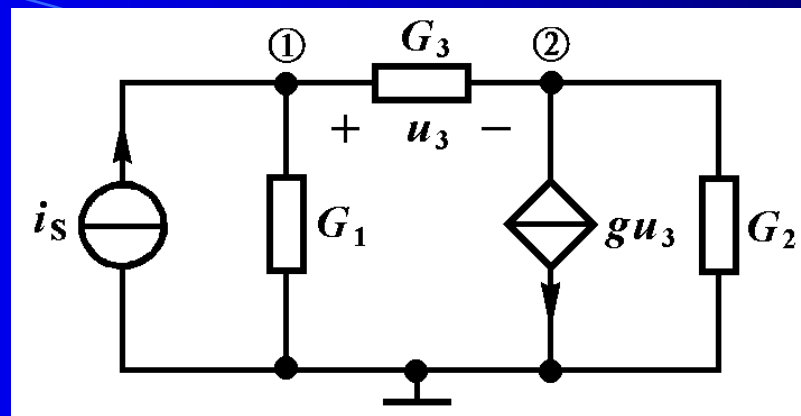 ① G₃ ②
+ u₃ −
iₛ G₁ gu₃ G₂